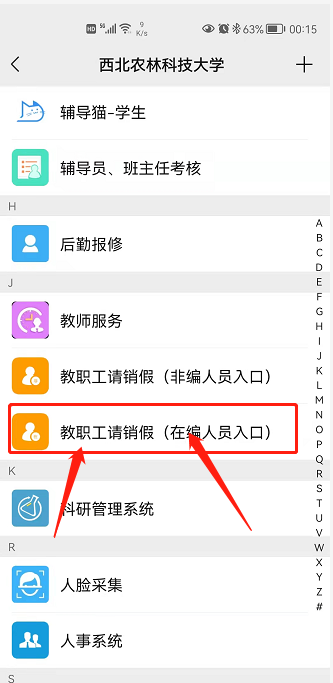 HD 5G 9 K/s 63% 00:15
西北农林科技大学
辅导猫-学生
辅导员、班主任考核
H
后勤报修
J
教师服务
教职工请销假（非编人员入口）
教职工请销假（在编人员入口）
K
科研管理系统
R
人脸采集
人事系统
A
B
C
D
E
F
G
H
I
J
K
L
M
N
O
P
Q
R
S
T
U
V
W
X
Y
Z
#